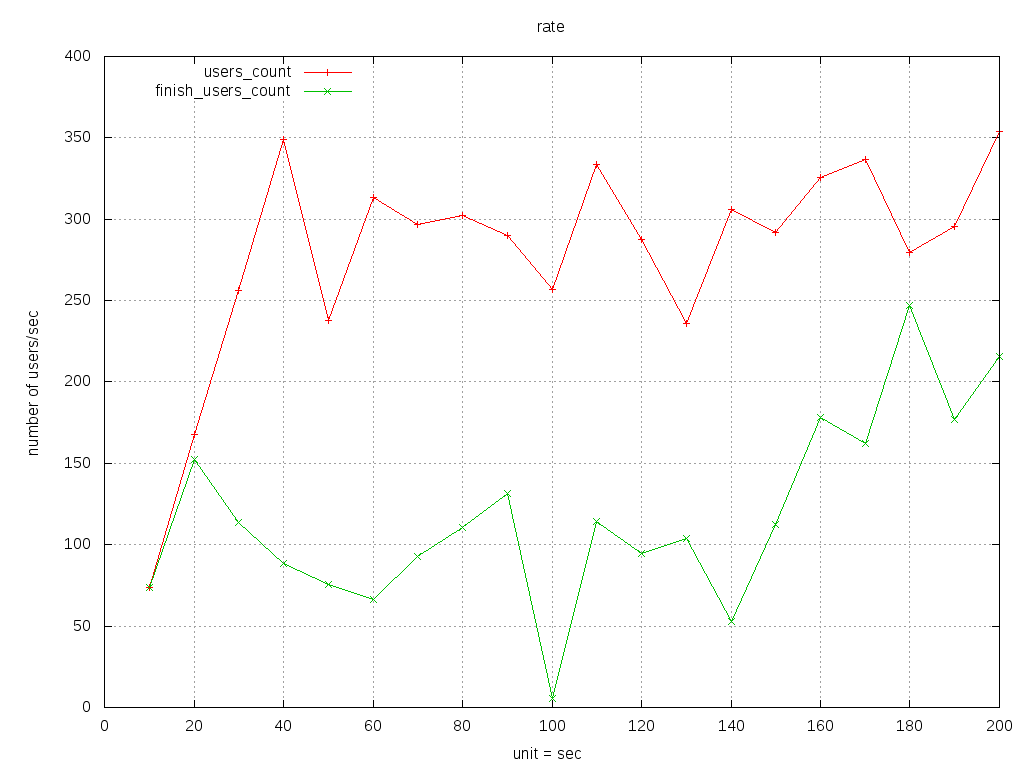 rate
400
350
300
250
200
150
100
50
0
users_count
finish_users_count
number of users/sec
0 20 40 60 80 100 120 140 160 180 200
unit = sec